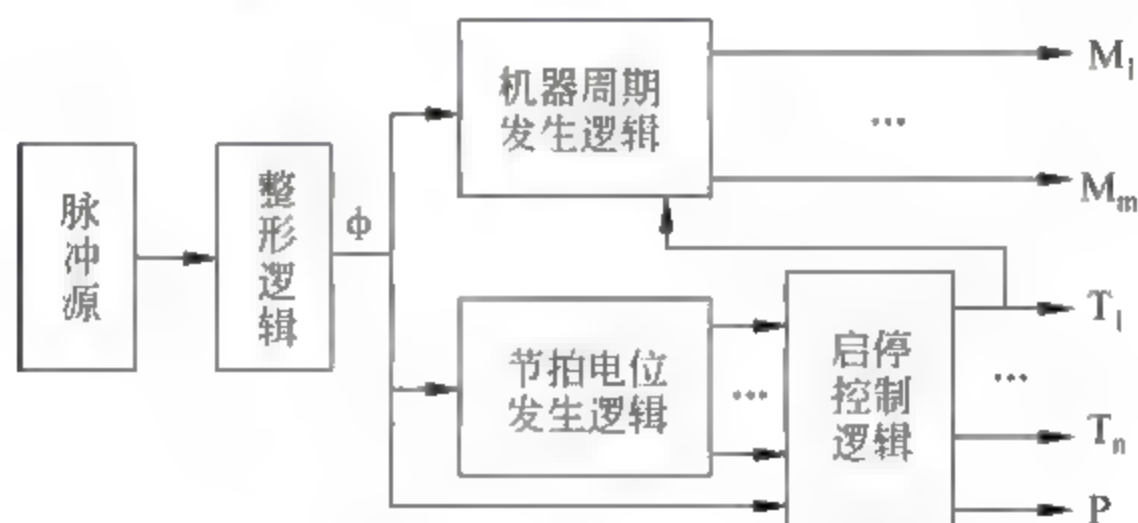 脉冲源
整形逻辑
ϕ
机器周期
发生逻辑
M₁
…
Mₘ
节拍电位
发生逻辑
…
启停
控制
逻辑
T₁
…
Tₙ
P